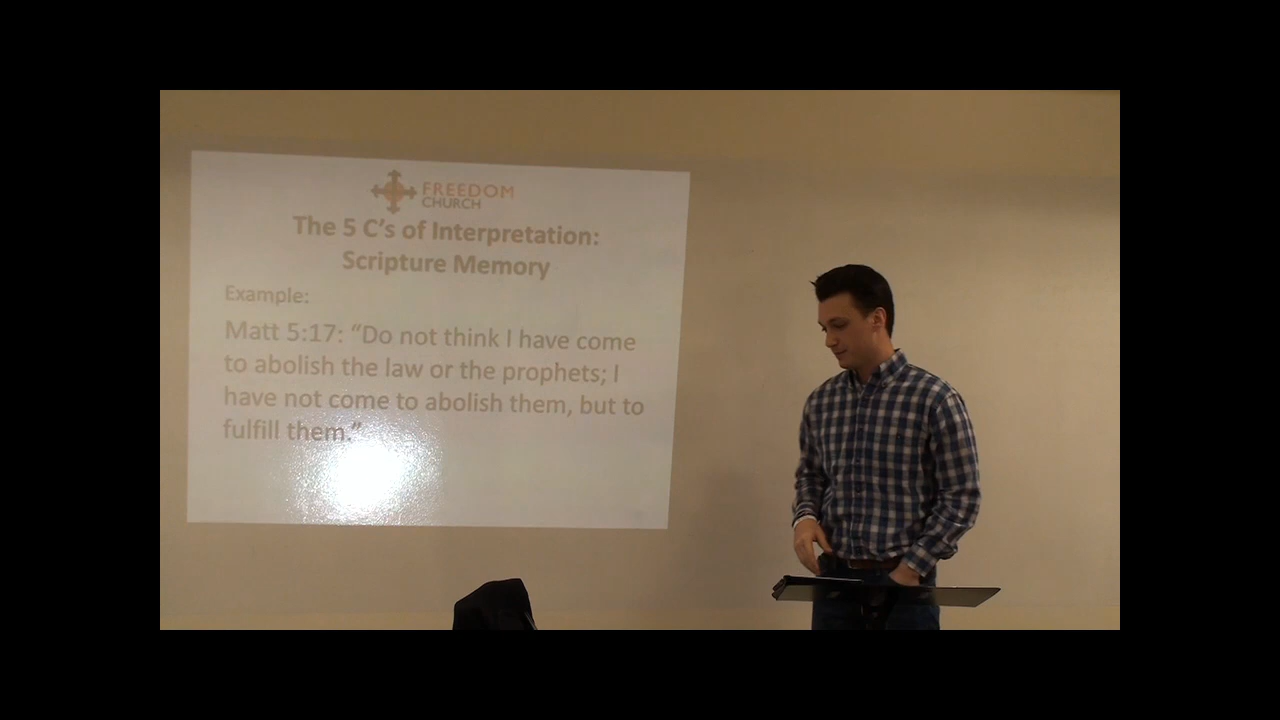 FREEDOM
CHURCH
The 5 C's of Interpretation:
Scripture Memory
Example:
Matt 5:17: “Do not think I have come
to abolish the law or the prophets; I
have not come to abolish them, but to
fulfill them.”